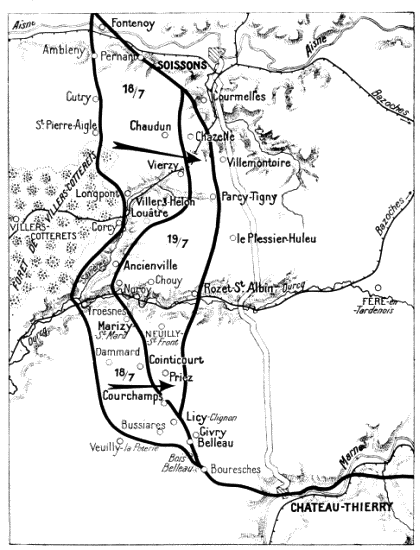 Aisne
Fontenoy
Ambleny
Pernant
SOISSONS
Aisne
Cutry
18/7
Courmelles
Bazoches
St Pierre-Aigle
Chaudun
Chazelle
Vierzy
Villemontoire
Longpont
Villers-Hélon
Parcy-Tigny
Louâtre
FORÊT DE VILLERS-COTTERETS
VILLERS-
COTTERETS
Corcy
19/7
le Plessier-Huleu
Bazoches
Ancienville
Chouy
Noroy
Rozet St Albin
Ourcq
FÈRE-
en-
Tardenois
Ourcq
Troesnes
Marizy-
St Mard
NEUILLY-
St Front
Dammard
Cointicourt
18/7
Priez
Courchamps
Licy-Clignon
Bussiares
Givry
Belleau
Veuilly-la-Poterie
Bois
Belleau
Bouresches
Marne
CHÂTEAU-THIERRY